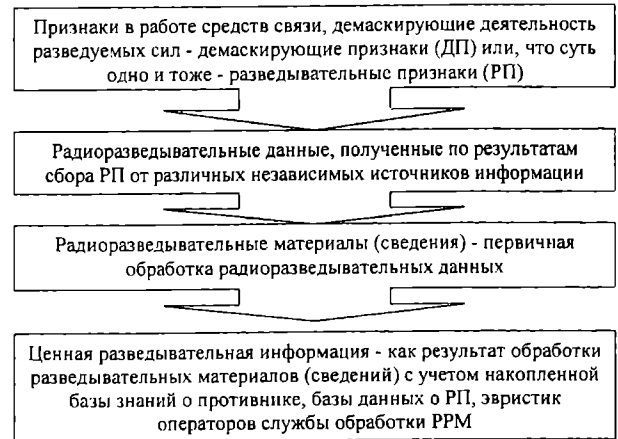 Признаки в работе средств связи, демаскирующие деятельность
разведуемых сил - демаскирующие признаки (ДП) или, что суть
одно и тоже - разведывательные признаки (РП)
Радиоразведывательные данные, полученные по результатам
сбора РП от различных независимых источников информации
Радиоразведывательные материалы (сведения) - первичная
обработка радиоразведывательных данных
Ценная разведывательная информация - как результат обработки
разведывательных материалов (сведений) с учетом накопленной
базы знаний о противнике, базы данных о РП, эвристик
операторов службы обработки РРМ